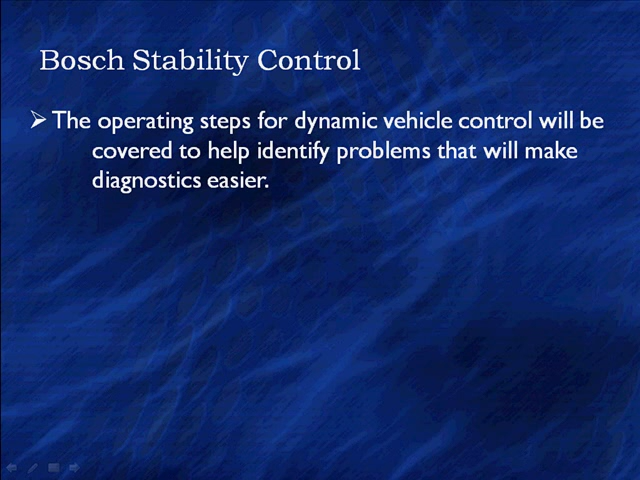 Bosch Stability Control
The operating steps for dynamic vehicle control will be
covered to help identify problems that will make
diagnostics easier.